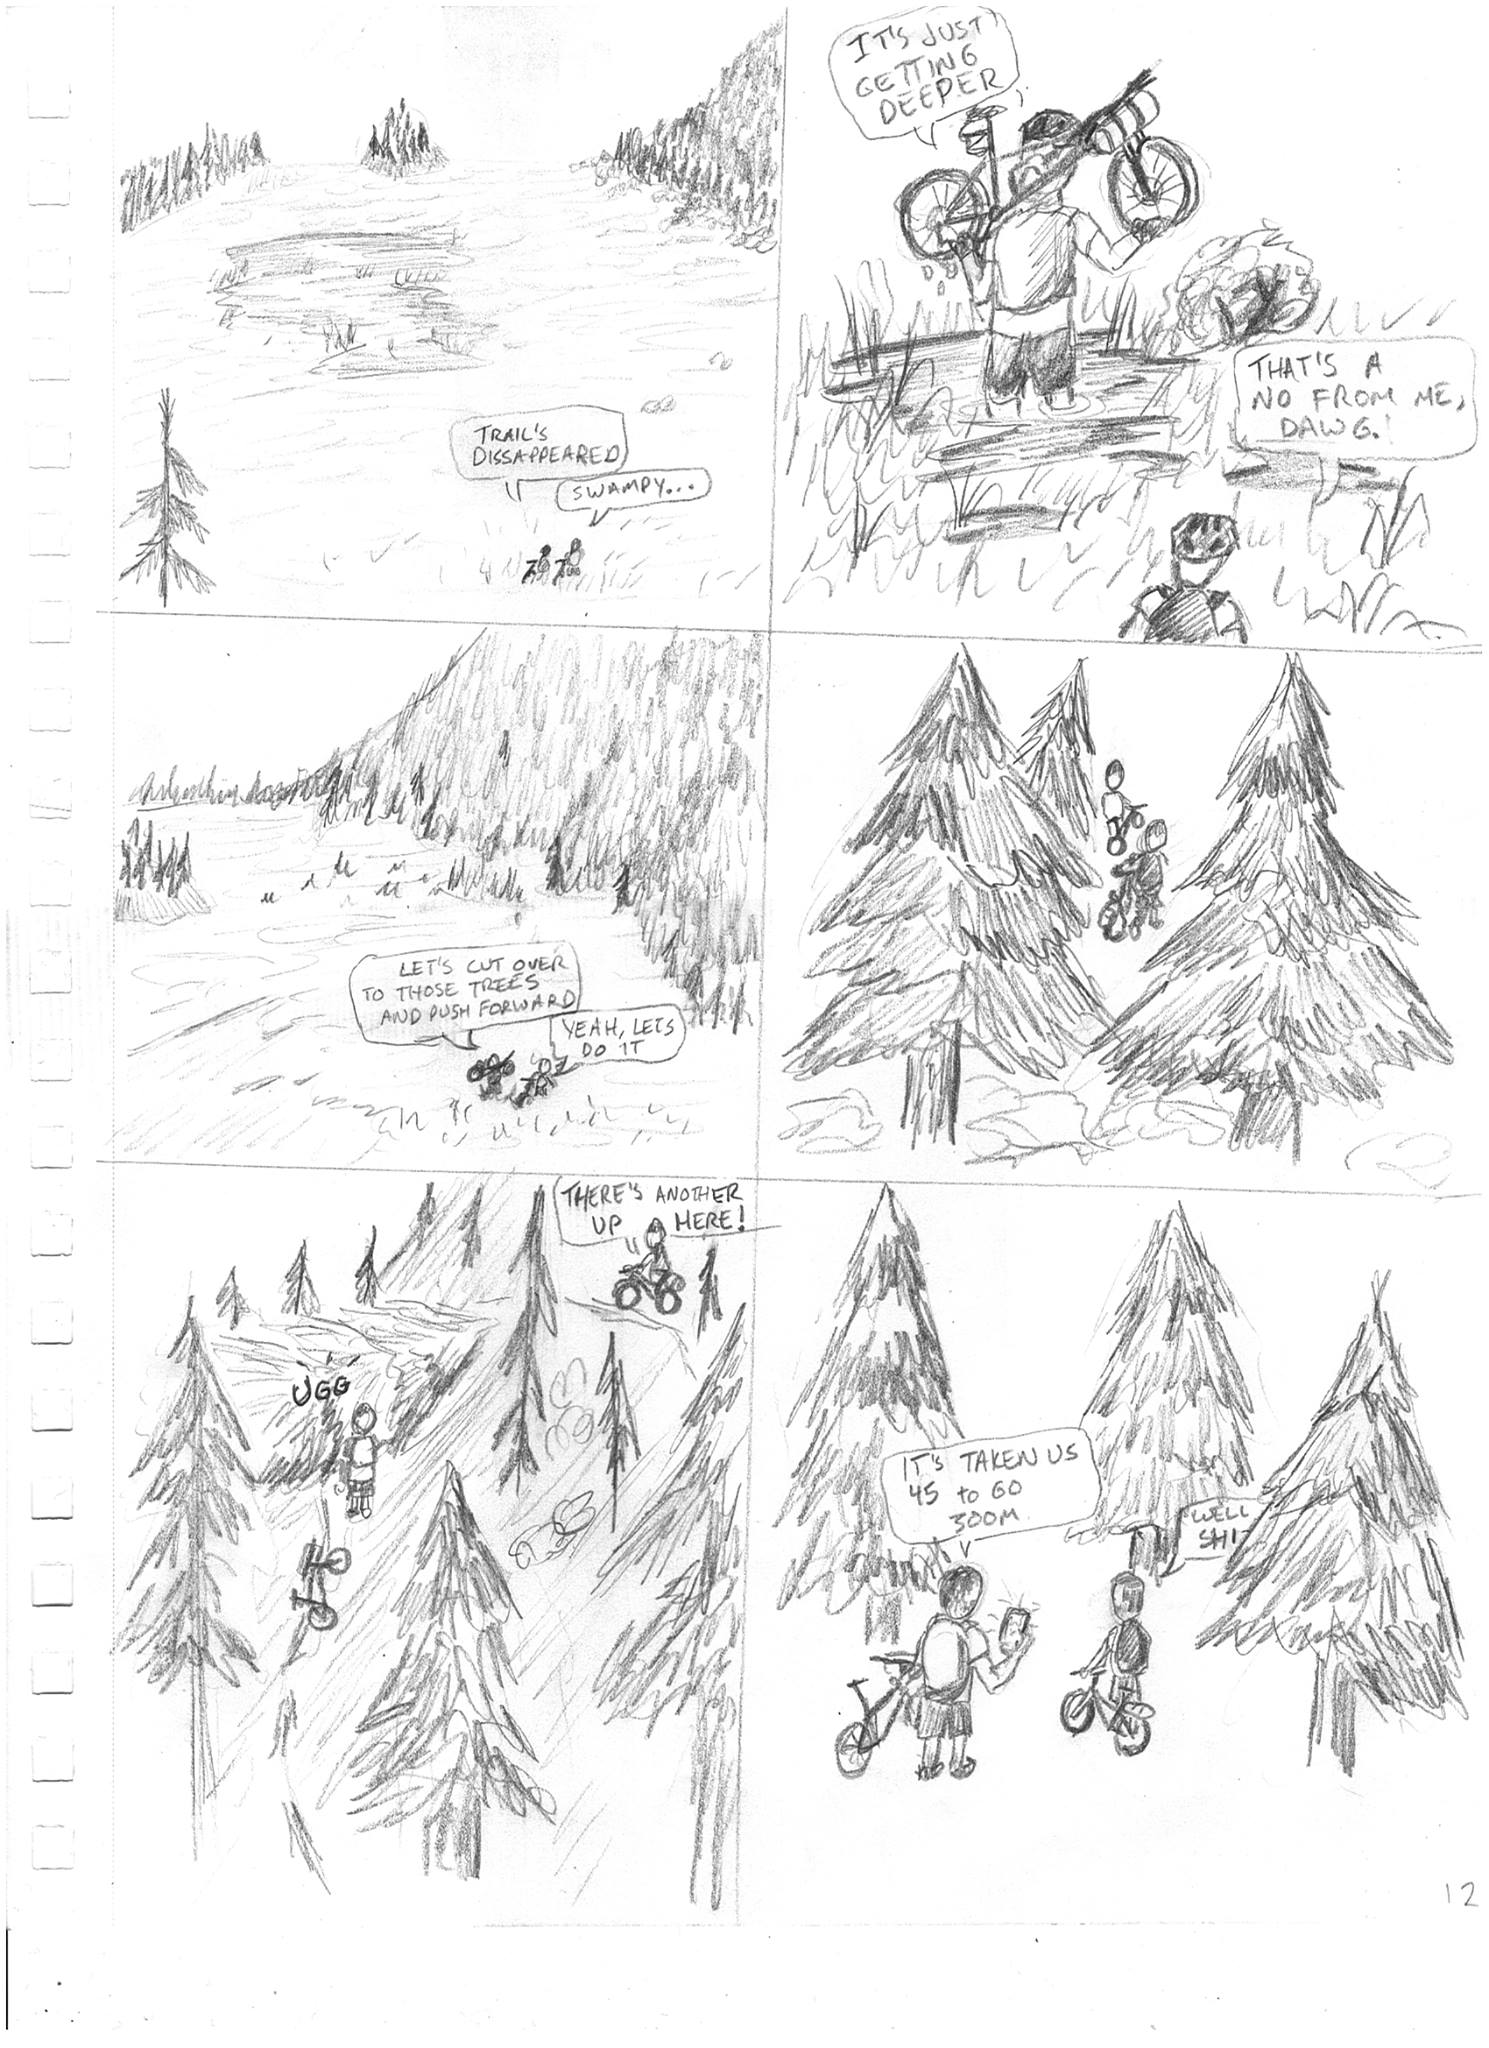 TRAIL'S
DISSAPPEARED
SWAMPY...
IT'S JUST
GETTING
DEEPER
THAT'S A
NO FROM ME,
DAWG!
LET'S CUT OVER
TO THOSE TREES
AND PUSH FORWARD
YEAH, LETS
DO IT
THERE'S ANOTHER
UP HERE!
UGG
IT'S TAKEN US
45 to GO
300M
WELL
SHIT
12